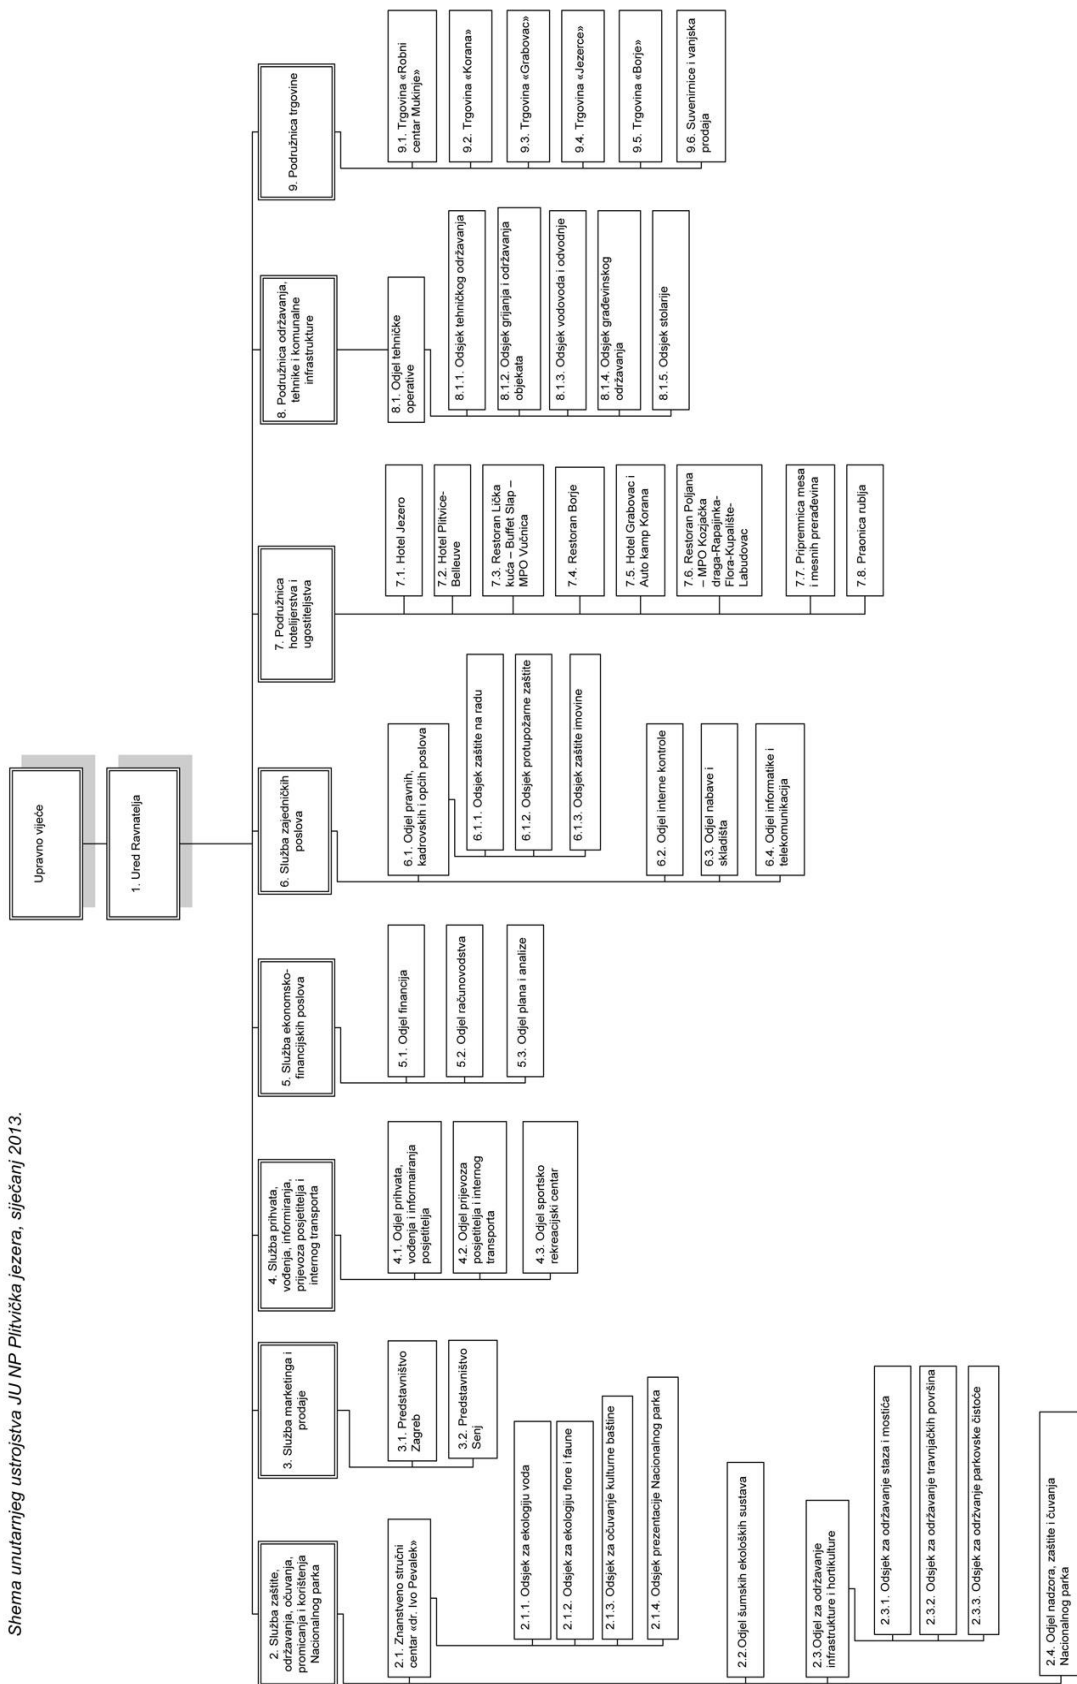 Shema unutarnjeg ustrojstva JU NP Plitvička jezera, siječanj 2013.
Upravno vijeće
1. Ured Ravnatelja
2. Služba zaštite,
održavanja, očuvanja,
promicanja i korištenja
Nacionalnog parka
2.1. Znanstveno stručni
centar «dr. Ivo Pevalek»
2.1.1. Odsjek za ekologiju voda
2.1.2. Odsjek za ekologiju flore i faune
2.1.3. Odsjek za očuvanje kulturne baštine
2.1.4. Odsjek prezentacije Nacionalnog parka
2.2.Odjel šumskih ekoloških sustava
2.3.Odjel za održavanje
infrastrukture i hortikulture
2.3.1. Odsjek za održavanje staza i mostića
2.3.2. Odsjek za održavanje travnjačkih površina
2.3.3. Odsjek za održvanje parkovske čistoće
2.4. Odjel nadzora, zaštite i čuvanja
Nacionalnog parka
3. Služba marketinga i
prodaje
3.1. Predstavništvo
Zagreb
3.2. Predstavništvo
Senj
4. Služba prihvata,
vođenja, informiranja,
prijevoza posjetitelja i
internog transporta
4.1. Odjel prihvata,
vođenja i informairanja
posjetitelja
4.2. Odjel prijevoza
posjetitelja i internog
transporta
4.3. Odjel sportsko
rekreacijski centar
5. Služba ekonomsko-
financijskih poslova
5.1. Odjel financija
5.2. Odjel računovodstva
5.3. Odjel plana i analize
6. Služba zajedničkih
poslova
6.1. Odjel pravnih,
kadrovskih i općih poslova
6.1.1. Odsjek zaštite na radu
6.1.2. Odsjek protupožarne zaštite
6.1.3. Odsjek zaštite imovine
6.2. Odjel interne kontrole
6.3. Odjel nabave i
skladišta
6.4. Odjel informatike i
telekomunikacija
7. Podružnica
hotelijerstva i
ugostiteljstva
7.1. Hotel Jezero
7.2. Hotel Plitvice-
Belleuve
7.3. Restoran Lička
kuća – Buffet Slap –
MPO Vučnica
7.4. Restoran Borje
7.5. Hotel Grabovac i
Auto kamp Korana
7.6. Restoran Poljana
– MPO Kozjačka
draga-Rapajinka-
Flora-Kupalište-
Labudovac
7.7. Pripremnica mesa
i mesnih prerađevina
7.8. Praonica rublja
8. Podružnica održavanja,
tehnike i komunalne
infrastrukture
8.1. Odjel tehničke
operative
8.1.1. Odsjek tehničkog održavanja
8.1.2. Odsjek grijanja i održavanja
objekata
8.1.3. Odsjek vodovoda i odvodnje
8.1.4. Odsjek građevinskog
održavanja
8.1.5. Odsjek stolarije
9. Podružnica trgovine
9.1. Trgovina «Robni
centar Mukinje»
9.2. Trgovina «Korana»
9.3. Trgovina «Grabovac»
9.4. Trgovina «Jezerce»
9.5. Trgovina «Borje»
9.6. Suvenirnice i vanjska
prodaja